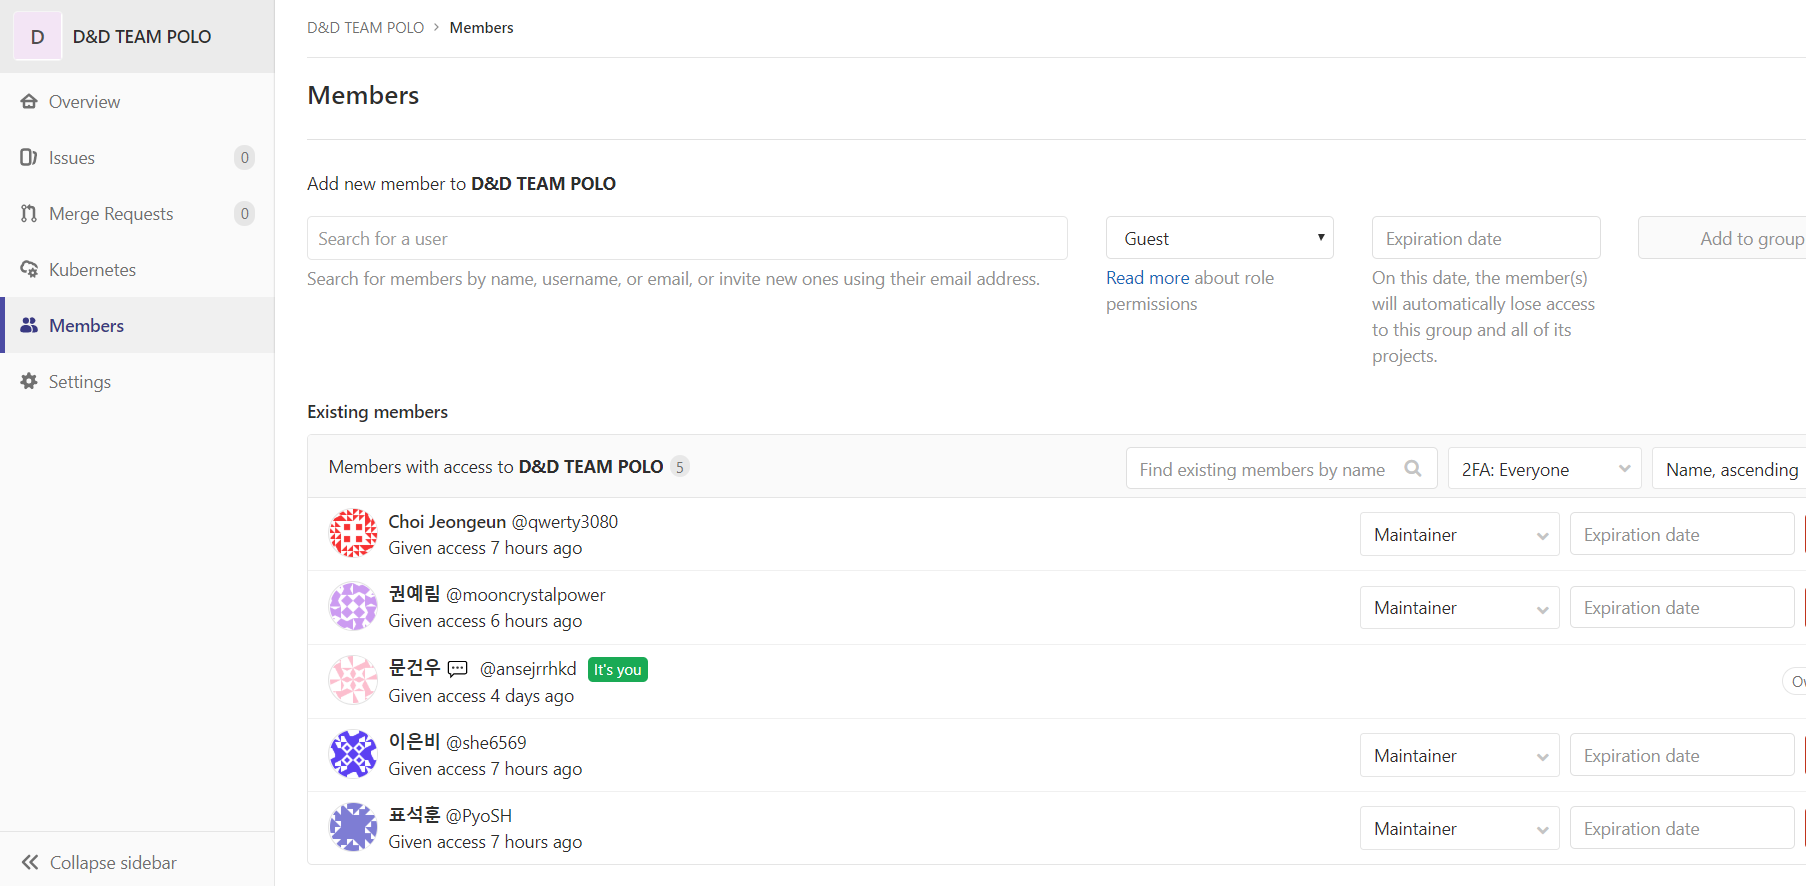 D D&D TEAM POLO
Overview
Issues 0
Merge Requests 0
Kubernetes
Members
Settings
Collapse sidebar
D&D TEAM POLO > Members
Members
Add new member to D&D TEAM POLO
Search for a user
Search for members by name, username, or email, or invite new ones using their email address.
Guest
Read more about role
permissions
Expiration date
On this date, the member(s)
will automatically lose access
to this group and all of its
projects.
Add to group
Existing members
Members with access to D&D TEAM POLO 5
Find existing members by name
2FA: Everyone
Name, ascending
Choi Jeongeun @qwerty3080
Given access 7 hours ago
Maintainer
Expiration date
권예림 @mooncrystalpower
Given access 6 hours ago
Maintainer
Expiration date
문건우 @ansejrrhkd It's you
Given access 4 days ago
이은비 @she6569
Given access 7 hours ago
Maintainer
Expiration date
표석훈 @PyoSH
Given access 7 hours ago
Maintainer
Expiration date